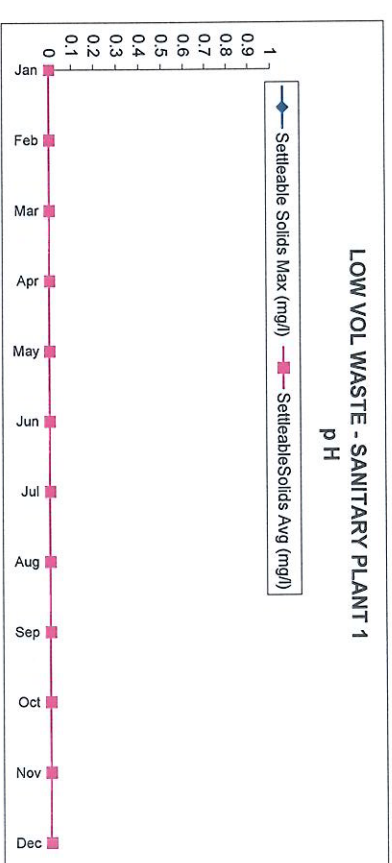 LOW VOL WASTE - SANITARY PLANT 1
p H
Settleable Solids Max (mg/l) SettleableSolids Avg (mg/l)
1
0.9
0.8
0.7
0.6
0.5
0.4
0.3
0.2
0.1
0
Jan Feb Mar Apr May Jun Jul Aug Sep Oct Nov Dec